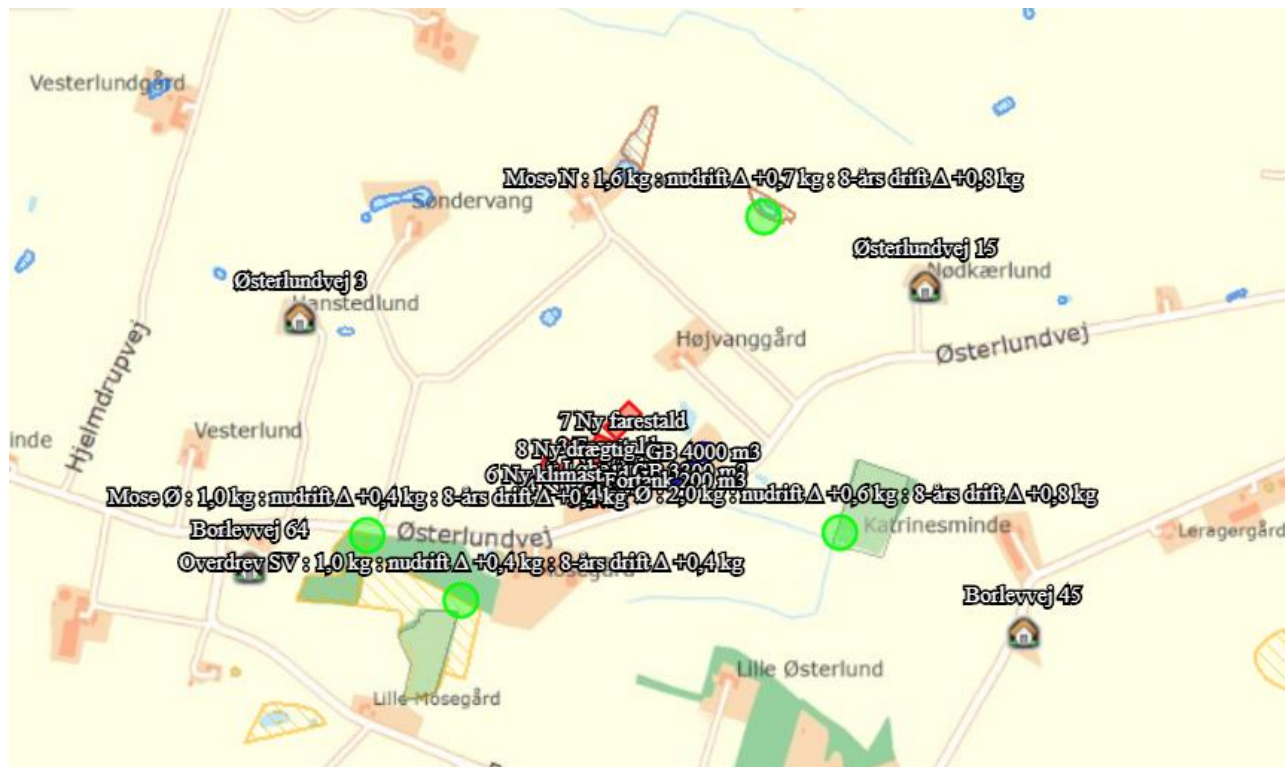 Vesterlundgård
Mose N : 1,6 kg : nudrift Δ +0,7 kg : 8-års drift Δ +0,8 kg
Søndervang
Østerlundvej 15
Nødkærlund
Østerlundvej 3
Hanstedlund
Højvanggård
Østerlundvej
Hjelmdrupvej
7 Ny farestald
Vesterlund
inde
8 Ny drægtig
GB 4000 m3
GB 3300 m3
6 Ny klimast
Fortank 200 m3
Mose Ø : 1,0 kg : nudrift Δ +0,4 kg : 8-års drift Δ +0,4 kg
Ø : 2,0 kg : nudrift Δ +0,6 kg : 8-års drift Δ +0,8 kg
Borlevvej 64
Østerlundvej
Katrinesminde
Leragergård
Overdrev SV : 1,0 kg : nudrift Δ +0,4 kg : 8-års drift Δ +0,4 kg
Mosegård
Borlevvej 45
Lille Østerlund
Lille Mosegård